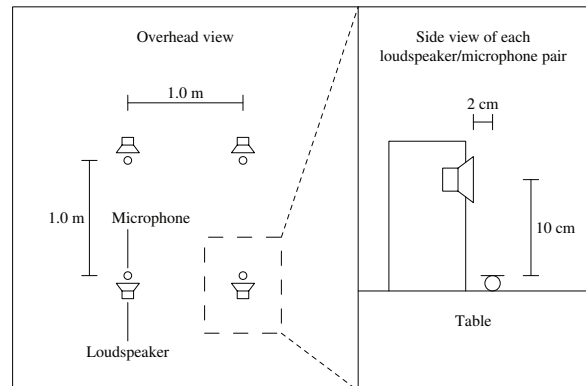 Overhead view
1.0 m
1.0 m
Microphone
Loudspeaker
Side view of each
loudspeaker/microphone pair
2 cm
10 cm
Table